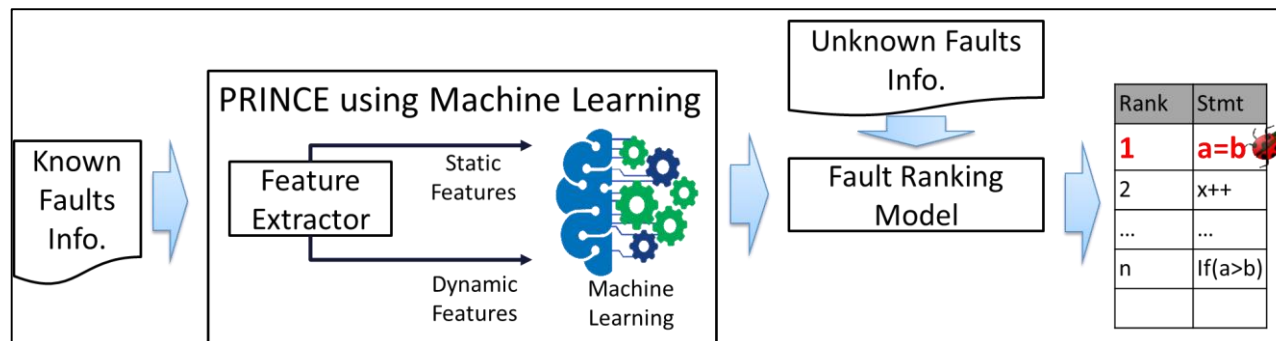 Known
Faults
Info.
PRINCE using Machine Learning
Feature
Extractor
Static
Features
Dynamic
Features
Machine
Learning
Unknown Faults
Info.
Fault Ranking
Model
Rank Stmt
1 a=b
2 x++
... ...
n If(a>b)